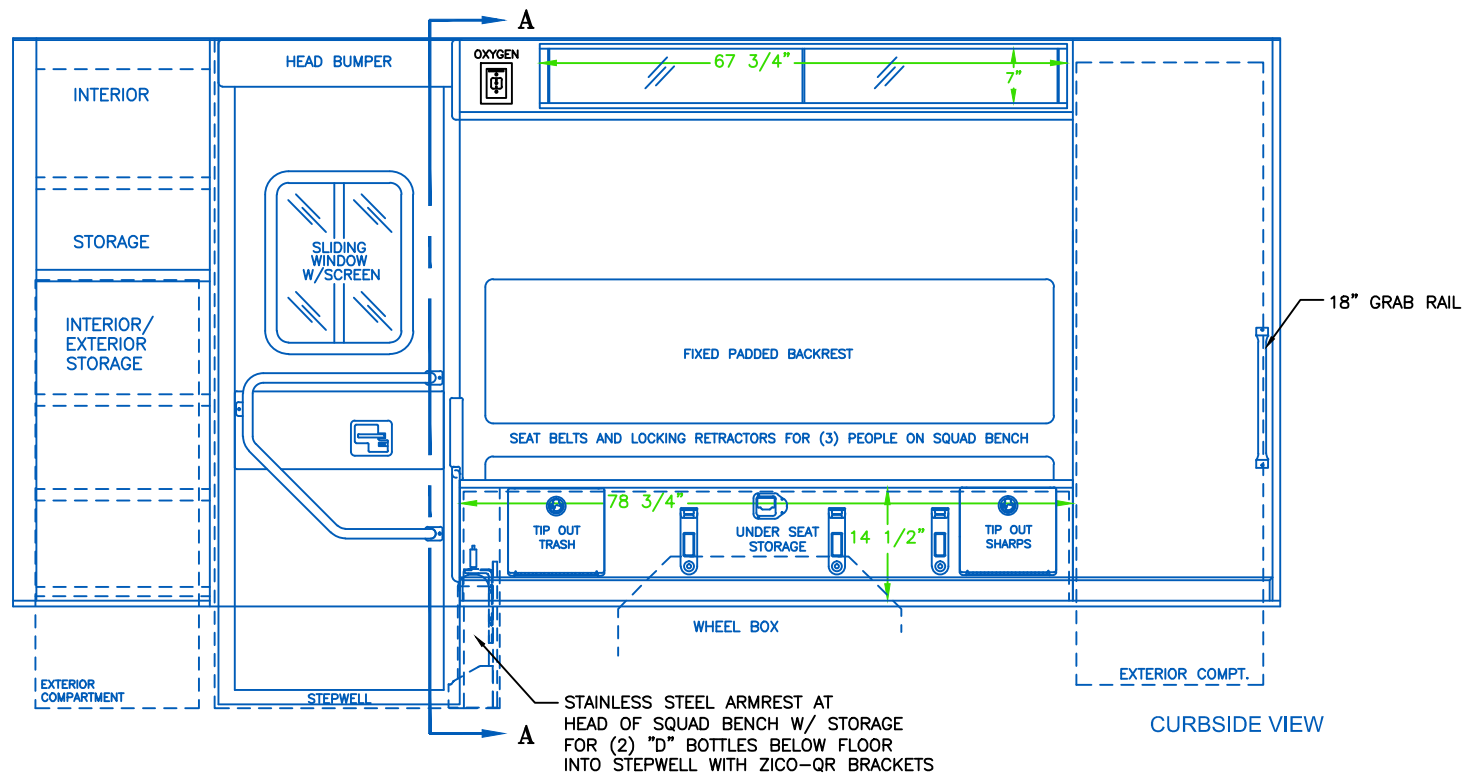 A
HEAD BUMPER
OXYGEN
67 3/4"
7"
INTERIOR
STORAGE
SLIDING
WINDOW
W/SCREEN
INTERIOR/
EXTERIOR
STORAGE
18" GRAB RAIL
FIXED PADDED BACKREST
SEAT BELTS AND LOCKING RETRACTORS FOR (3) PEOPLE ON SQUAD BENCH
78 3/4"
TIP OUT
TRASH
UNDER SEAT
STORAGE
14 1/2"
TIP OUT
SHARPS
WHEEL BOX
EXTERIOR
COMPARTMENT
STEPWELL
EXTERIOR COMPT.
A
STAINLESS STEEL ARMREST AT
HEAD OF SQUAD BENCH W/ STORAGE
FOR (2) "D" BOTTLES BELOW FLOOR
INTO STEPWELL WITH ZICO-QR BRACKETS
CURBSIDE VIEW